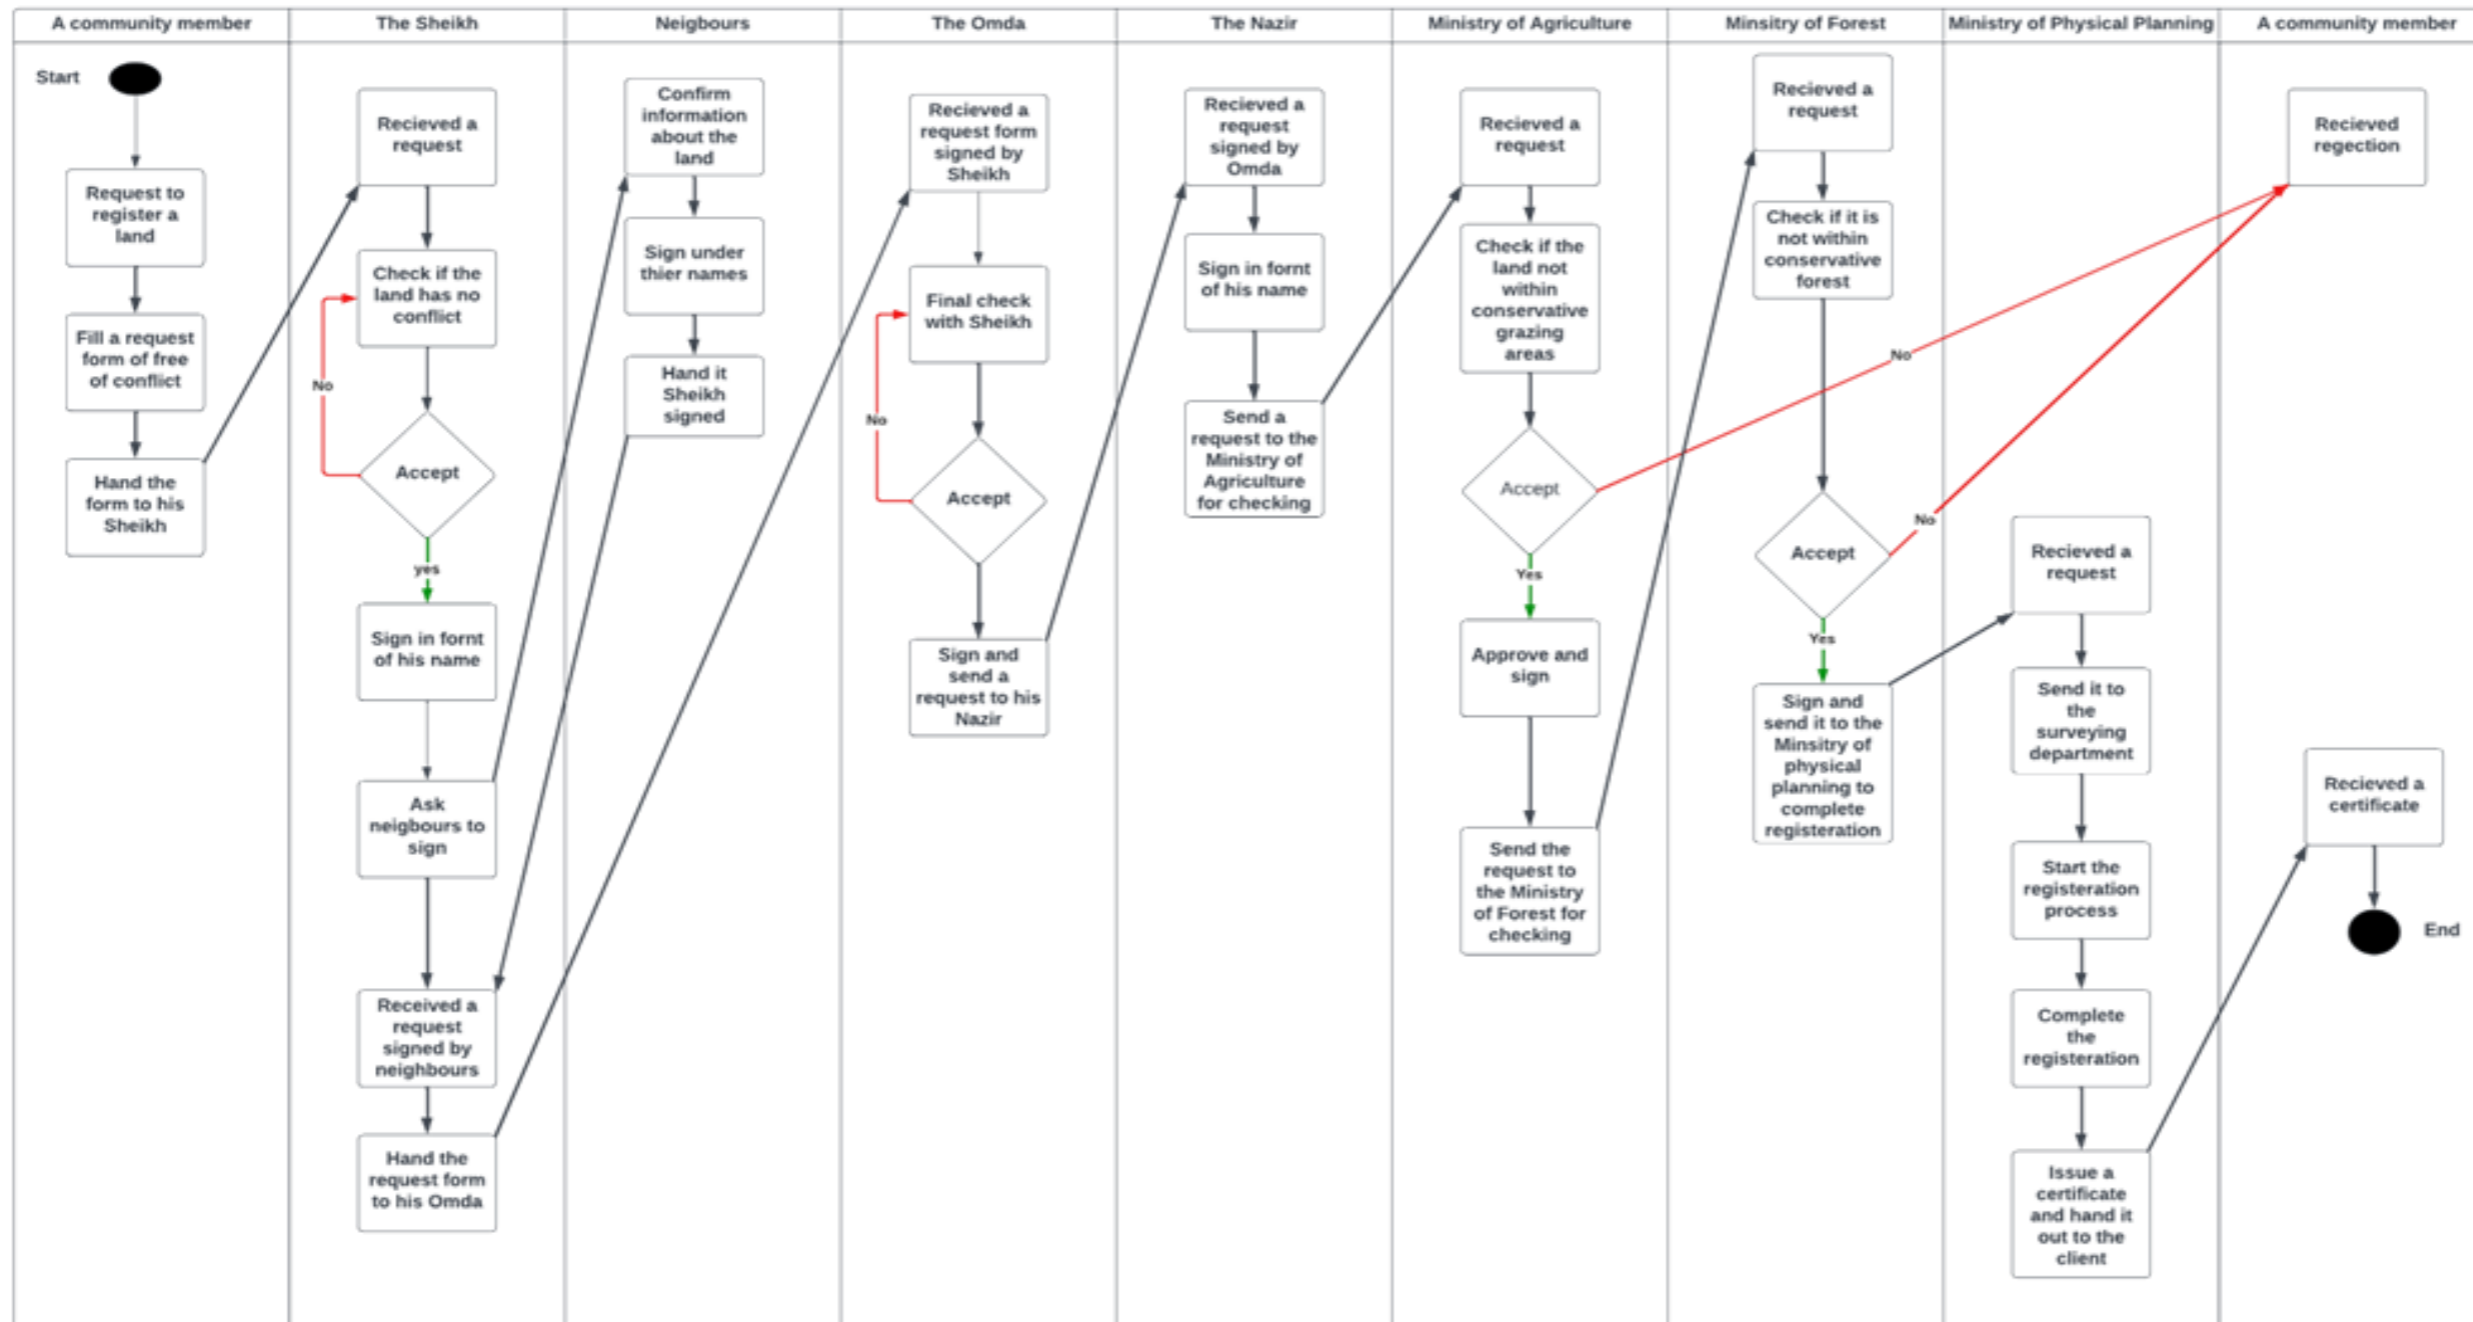 A community member
The Sheikh
Neigbours
The Omda
The Nazir
Ministry of Agriculture
Minsitry of Forest
Ministry of Physical Planning
A community member
Start
Request to
register a
land
Fill a request
form of free
of conflict
Hand the
form to his
Sheikh
Recieved a
request
Check if the
land has no
conflict
No
Accept
yes
Sign in fornt
of his name
Ask
neigbours to
sign
Received a
request
signed by
neighbours
Hand the
request form
to his Omda
Confirm
information
about the
land
Sign under
thier names
Hand it
Sheikh
signed
Recieved a
request form
signed by
Sheikh
Final check
with Sheikh
No
Accept
Sign and
send a
request to his
Nazir
Recieved a
request
signed by
Omda
Sign in fornt
of his name
Send a
request to the
Ministry of
Agriculture
for checking
Recieved a
request
Check if the
land not
within
conservative
grazing
areas
Accept
No
Yes
Approve and
sign
Send the
request to
the Ministry
of Forest for
checking
Recieved a
request
Check if it is
not within
conservative
forest
Accept
No
Yes
Sign and
send it to the
Minsitry of
physical
planning to
complete
registeration
Recieved a
request
Send it to
the
surveying
department
Start the
registeration
process
Complete
the
registeration
Issue a
certificate
and hand it
out to the
client
Recieved
regection
Recieved a
certificate
End